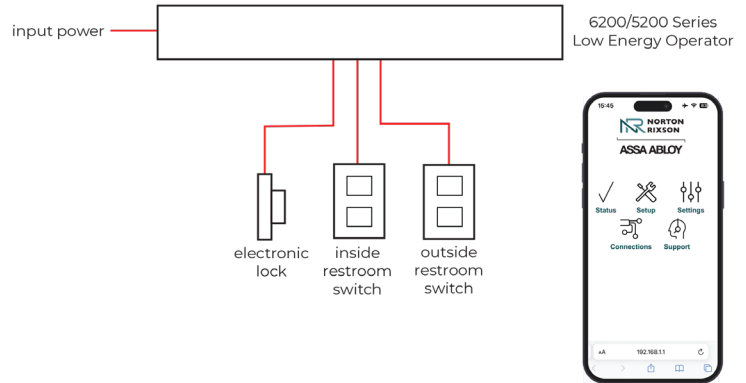 input power
6200/5200 Series
Low Energy Operator
electronic
lock
inside
restroom
switch
outside
restroom
switch
15:45
NR NORTON
RIXSON
ASSA ABLOY
Status
Setup
Settings
Connections
Support
AA
192.168.1.1